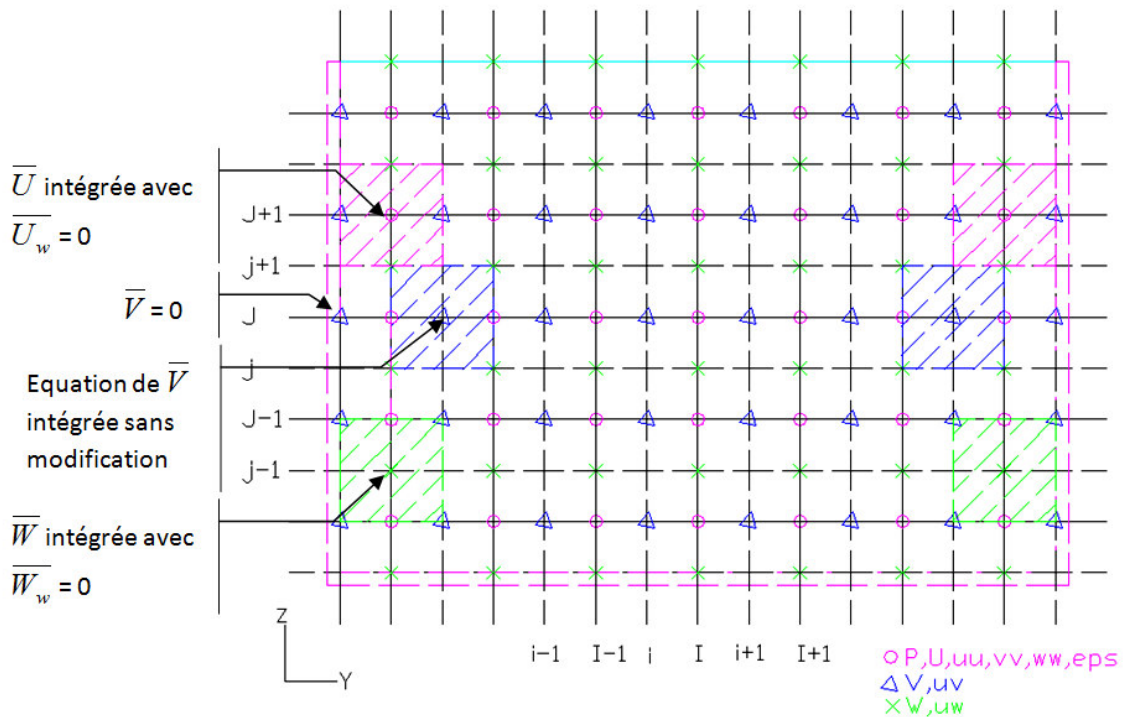 U intégrée avec
U_w = 0
V = 0
Equation de V
intégrée sans
modification
W intégrée avec
W_w = 0
J+1
j+1
J
j
J-1
j-1
Z
Y
i-1 I-1 i I i+1 I+1
P,U,uu,vv,ww,eps
V,uv
W,uw